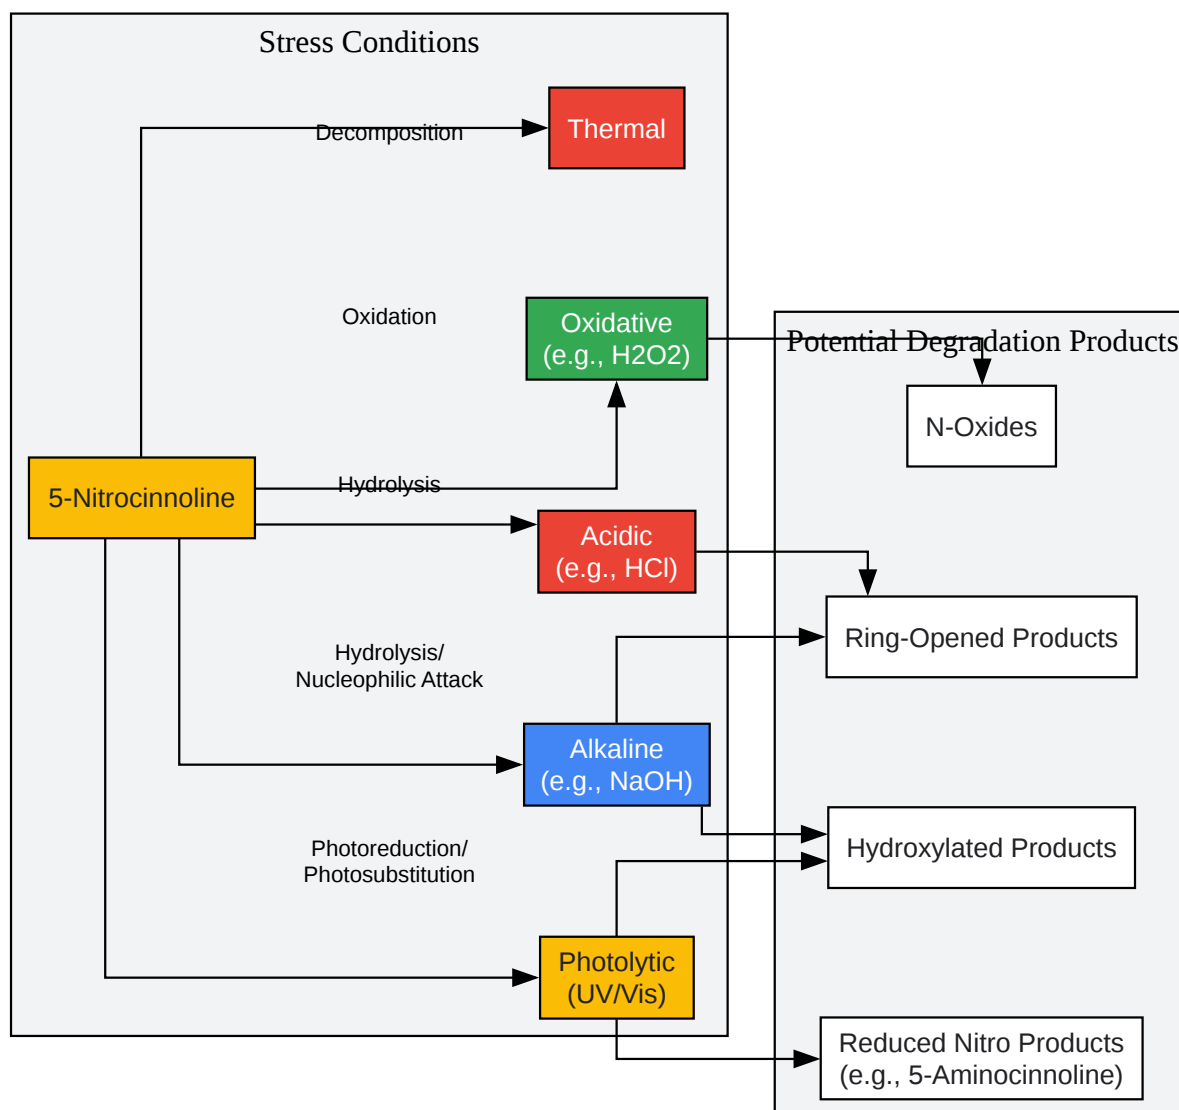 Stress Conditions
Decomposition
Thermal
Oxidation
Oxidative
(e.g., H2O2)
Potential Degradation Products
N-Oxides
5-Nitrocinnoline
Hydrolysis
Acidic
(e.g., HCl)
Ring-Opened Products
Hydrolysis/
Nucleophilic Attack
Alkaline
(e.g., NaOH)
Hydroxylated Products
Photoreduction/
Photosubstitution
Photolytic
(UV/Vis)
Reduced Nitro Products
(e.g., 5-Aminocinnoline)